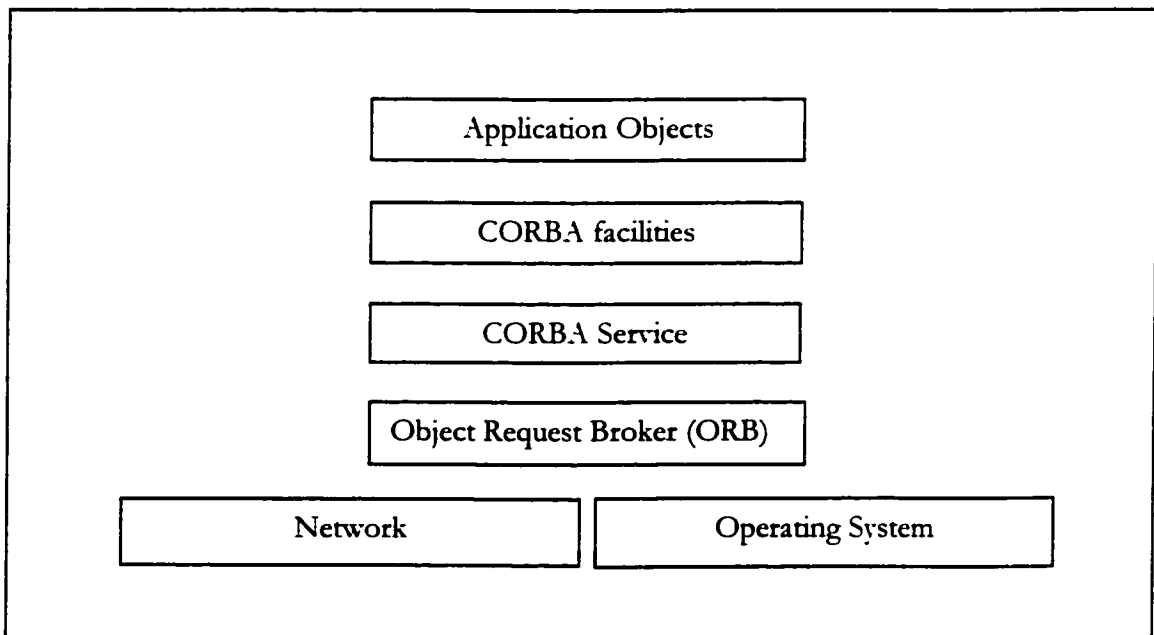 Application Objects
CORBA facilities
CORBA Service
Object Request Broker (ORB)
Network
Operating System